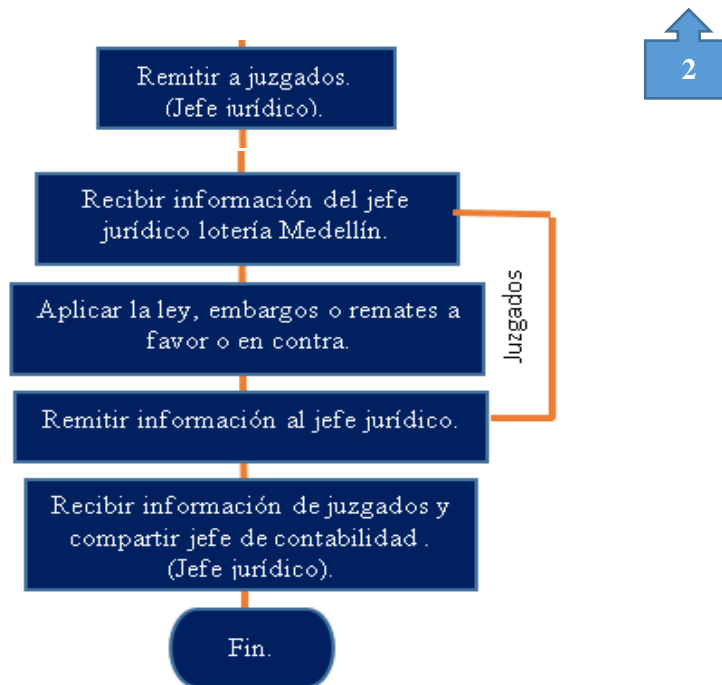 2
Remitir a juzgados.
(Jefe jurídico).
Recibir información del jefe
jurídico lotería Medellín.
Aplicar la ley, embargos o remates a
favor o en contra.
Juzgados
Remitir información al jefe jurídico.
Recibir información de juzgados y
compartir jefe de contabilidad .
(Jefe jurídico).
Fin.